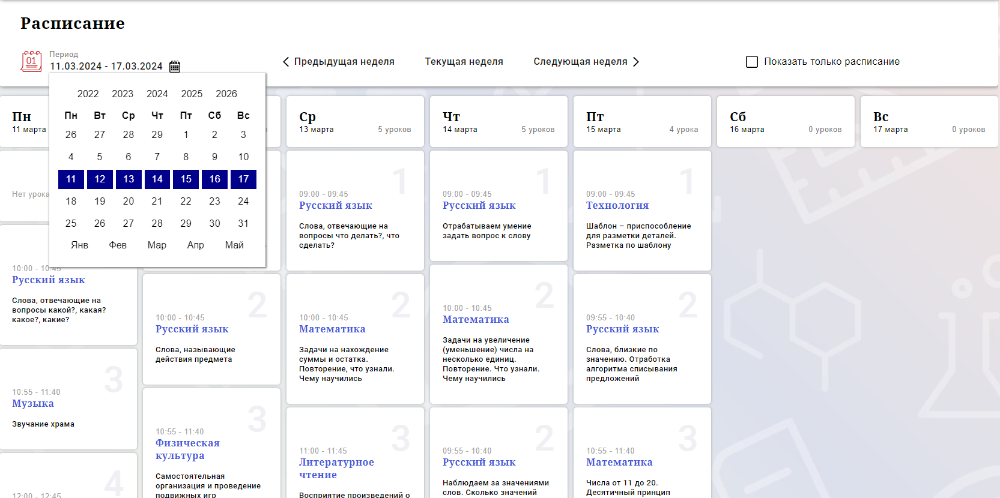 Расписание
Период
11.03.2024 - 17.03.2024
Предыдущая неделя
Текущая неделя
Следующая неделя
Показать только расписание
2022 2023 2024 2025 2026
Пн Вт Ср Чт Пт Сб Вс
26 27 28 29 1 2 3
4 5 6 7 8 9 10
11 12 13 14 15 16 17
18 19 20 21 22 23 24
25 26 27 28 29 30 31
Янв Фев Мар Апр Май
Пн
11 марта
Нет урока
10:00 - 10:45
Русский язык
Слова, отвечающие на
вопросы какой?, какая?
какое?, какие?
3
10:55 - 11:40
Музыка
Звучание храма
4
12:00 - 12:45
2
10:00 - 10:45
Русский язык
Слова, называющие
действия предмета
3
10:55 - 11:40
Физическая
культура
Самостоятельная
организация и проведение
подвижных игр
Ср
13 марта
5 уроков
1
09:00 - 09:45
Русский язык
Слова, отвечающие на
вопросы что делать?, что
сделать?
2
10:00 - 10:45
Математика
Задачи на нахождение
суммы и остатка.
Повторение, что узнали.
Чему научились
3
11:00 - 11:45
Литературное
чтение
Восприятие произведений о
Чт
14 марта
5 уроков
1
09:00 - 09:45
Русский язык
Отрабатываем умение
задать вопрос к слову
2
10:00 - 10:45
Математика
Задачи на увеличение
(уменьшение) числа на
несколько единиц.
Повторение. Что узнали.
Чему научились
2
09:55 - 10:40
Русский язык
Наблюдаем за значениями
слов. Сколько значений
Пт
15 марта
4 урока
1
09:00 - 09:45
Технология
Шаблон – приспособление
для разметки деталей.
Разметка по шаблону
2
09:55 - 10:40
Русский язык
Слова, близкие по
значению. Отработка
алгоритма списывания
предложений
3
10:55 - 11:40
Математика
Числа от 11 до 20.
Десятичный принцип
Сб
16 марта
0 уроков
Вс
17 марта
0 уроков